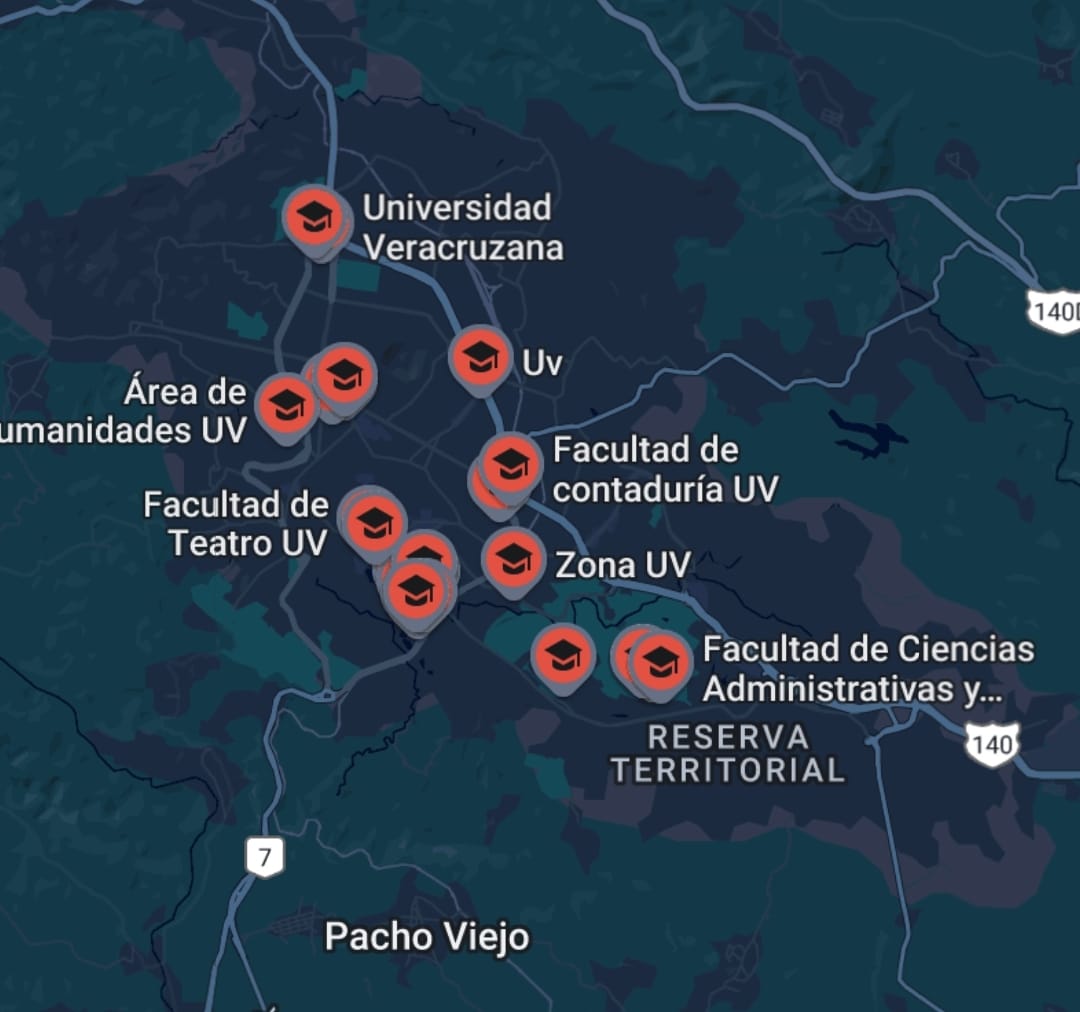 Universidad
Veracruzana
140D
Uv
Área de
umanidades UV
Facultad de
contaduría UV
Facultad de
Teatro UV
Zona UV
Facultad de Ciencias
Administrativas y...
RESERVA
TERRITORIAL
140
7
Pacho Viejo